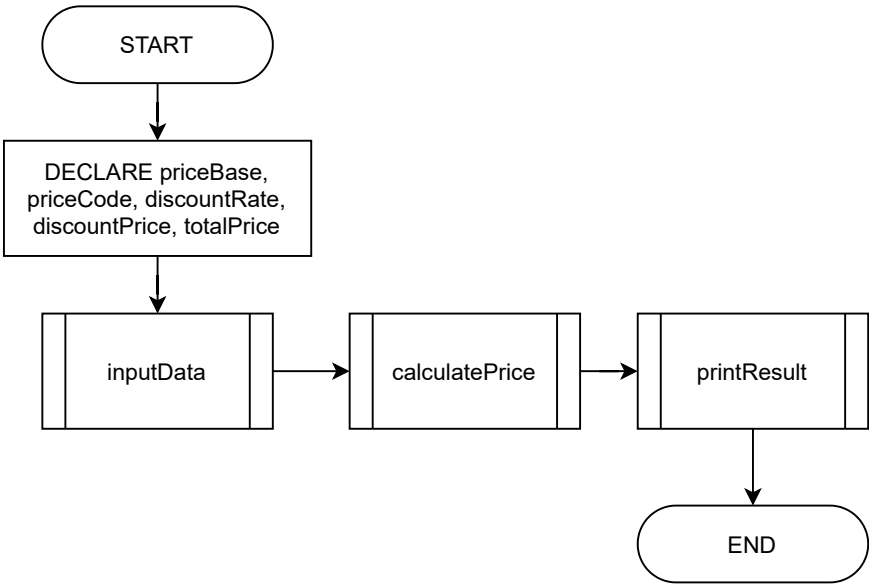 START
DECLARE priceBase,
priceCode, discountRate,
discountPrice, totalPrice
inputData
calculatePrice
printResult
END